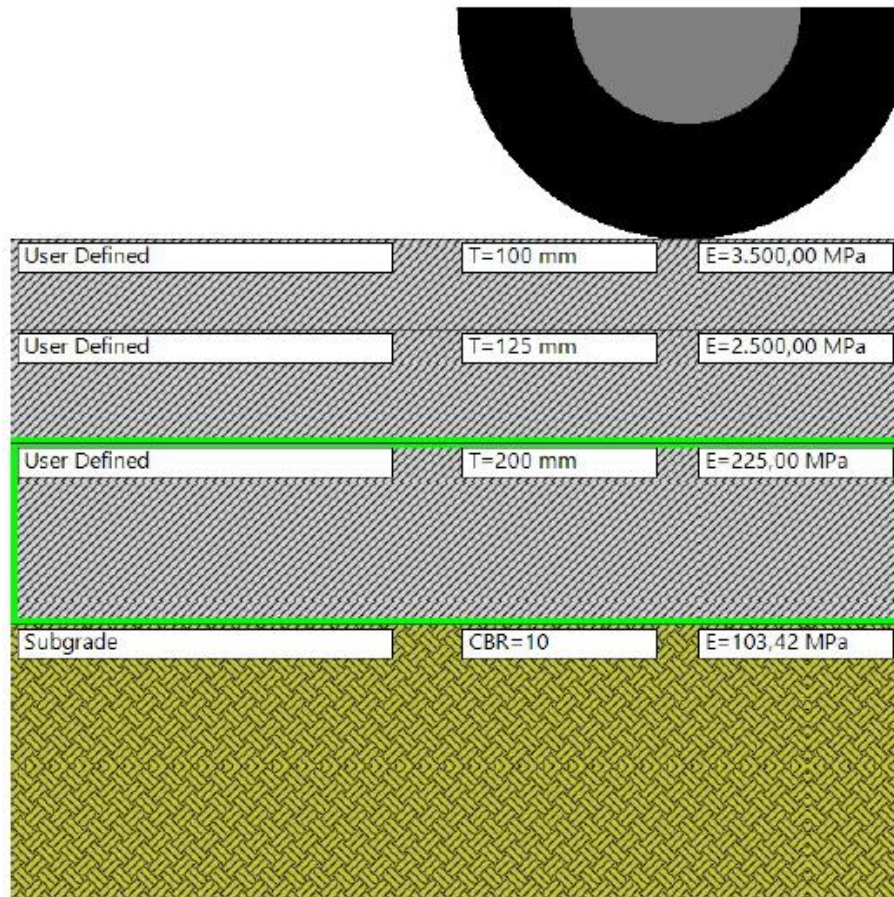 User Defined T=100 mm E=3.500,00 MPa
User Defined T=125 mm E=2.500,00 MPa
User Defined T=200 mm E=225,00 MPa
Subgrade CBR=10 E=103,42 MPa